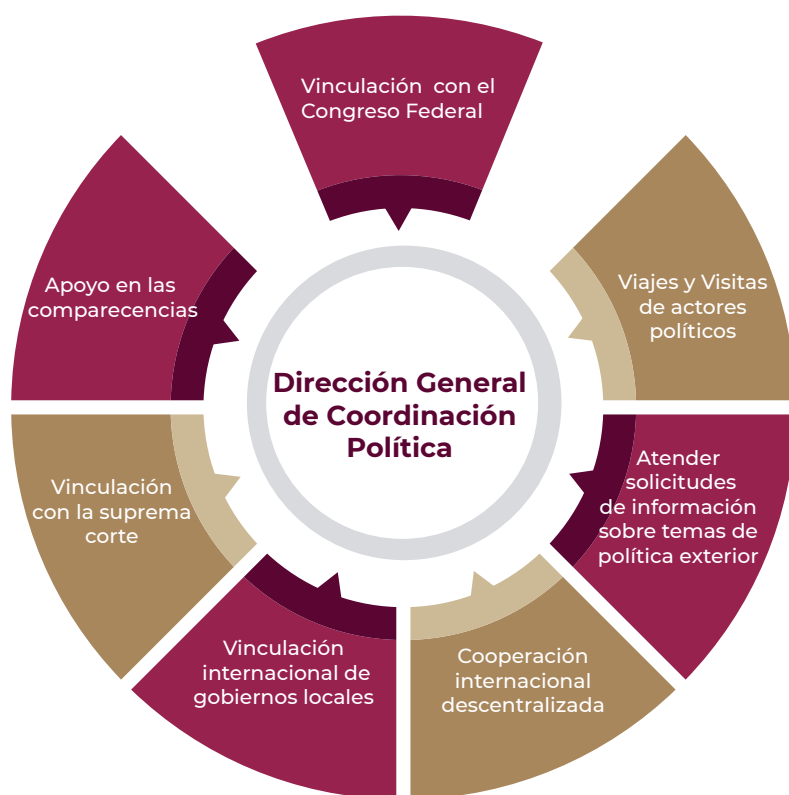 Vinculación con el
Congreso Federal
Viajes y Visitas
de actores
políticos
Atender
solicitudes
de información
sobre temas de
política exterior
Cooperación
internacional
descentralizada
Vinculación
internacional de
gobiernos locales
Vinculación
con la suprema
corte
Apoyo en las
comparecencias
Dirección General
de Coordinación
Política